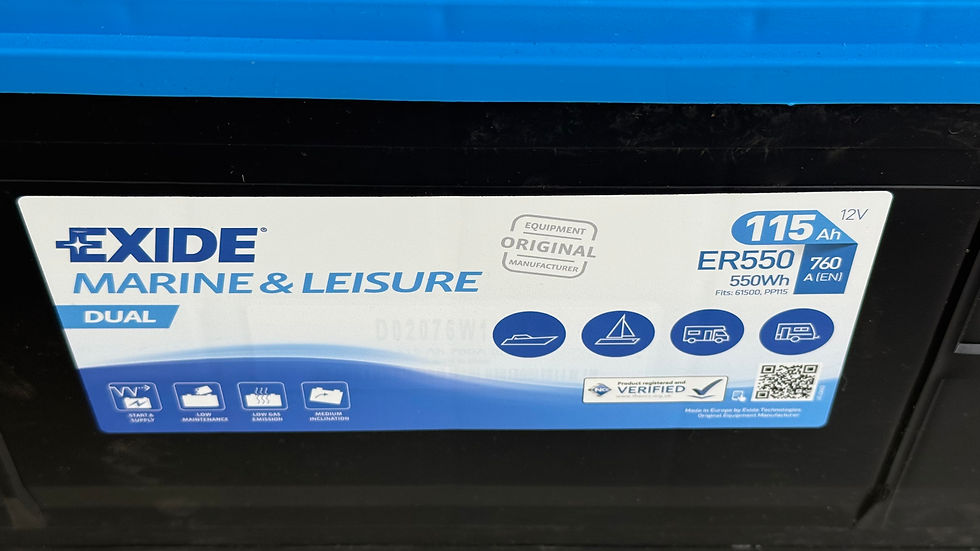 EXIDE
MARINE & LEISURE
DUAL
EQUIPMENT
ORIGINAL
MANUFACTURER
12V
115 Ah
ER550
760
A (EN)
550Wh
Fits: 61500, PP115
START &
SUPPLY
LOW
MAINTENANCE
LOW GAS
EMISSION
MEDIUM
INCLINATION
Product registered and
VERIFIED
Made in Europe by Exide Technologies.
Original Equipment Manufacturer